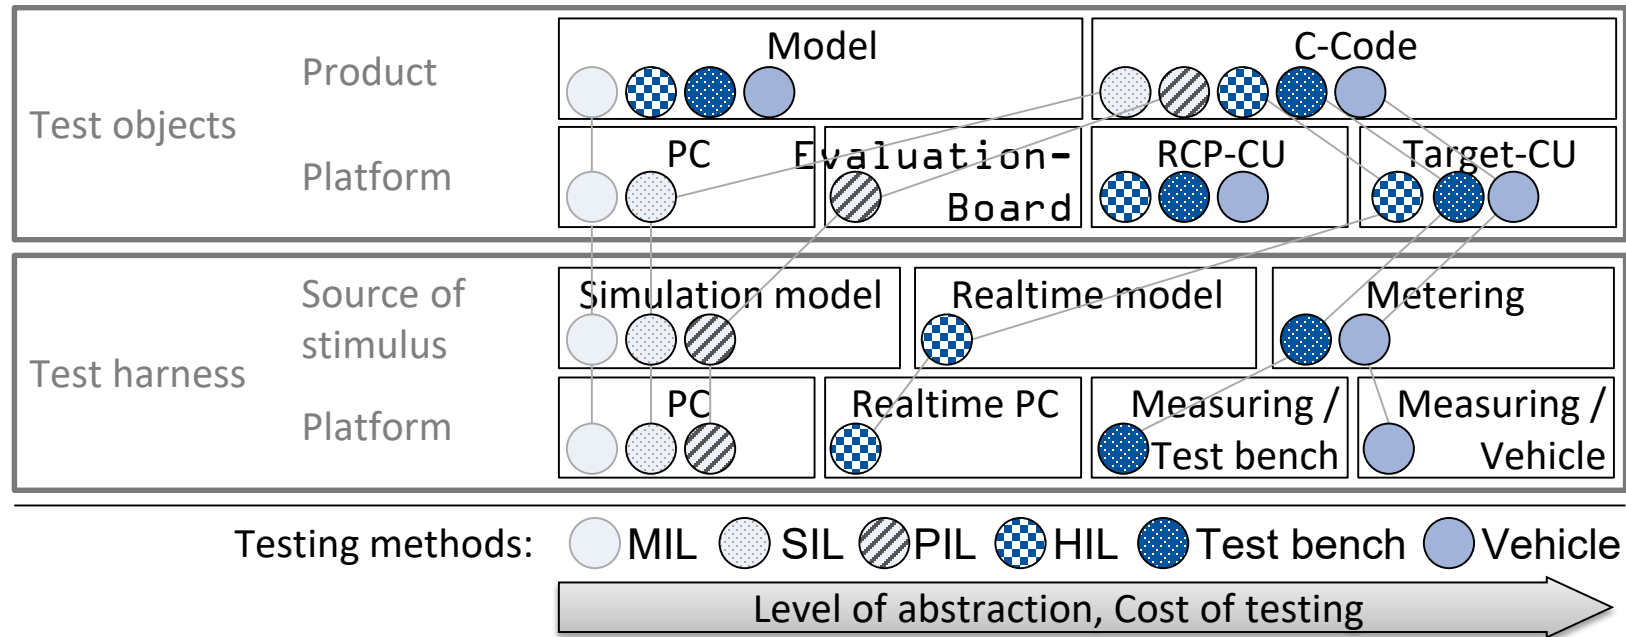 Model
C-Code
Product
Test objects
PC
Evaluation-
Board
RCP-CU
Target-CU
Platform
Source of
stimulus
Simulation model
Realtime model
Metering
Test harness
Platform
PC
Realtime PC
Measuring /
Test bench
Measuring /
Vehicle
Testing methods:
MIL
SIL
PIL
HIL
Test bench
Vehicle
Level of abstraction, Cost of testing